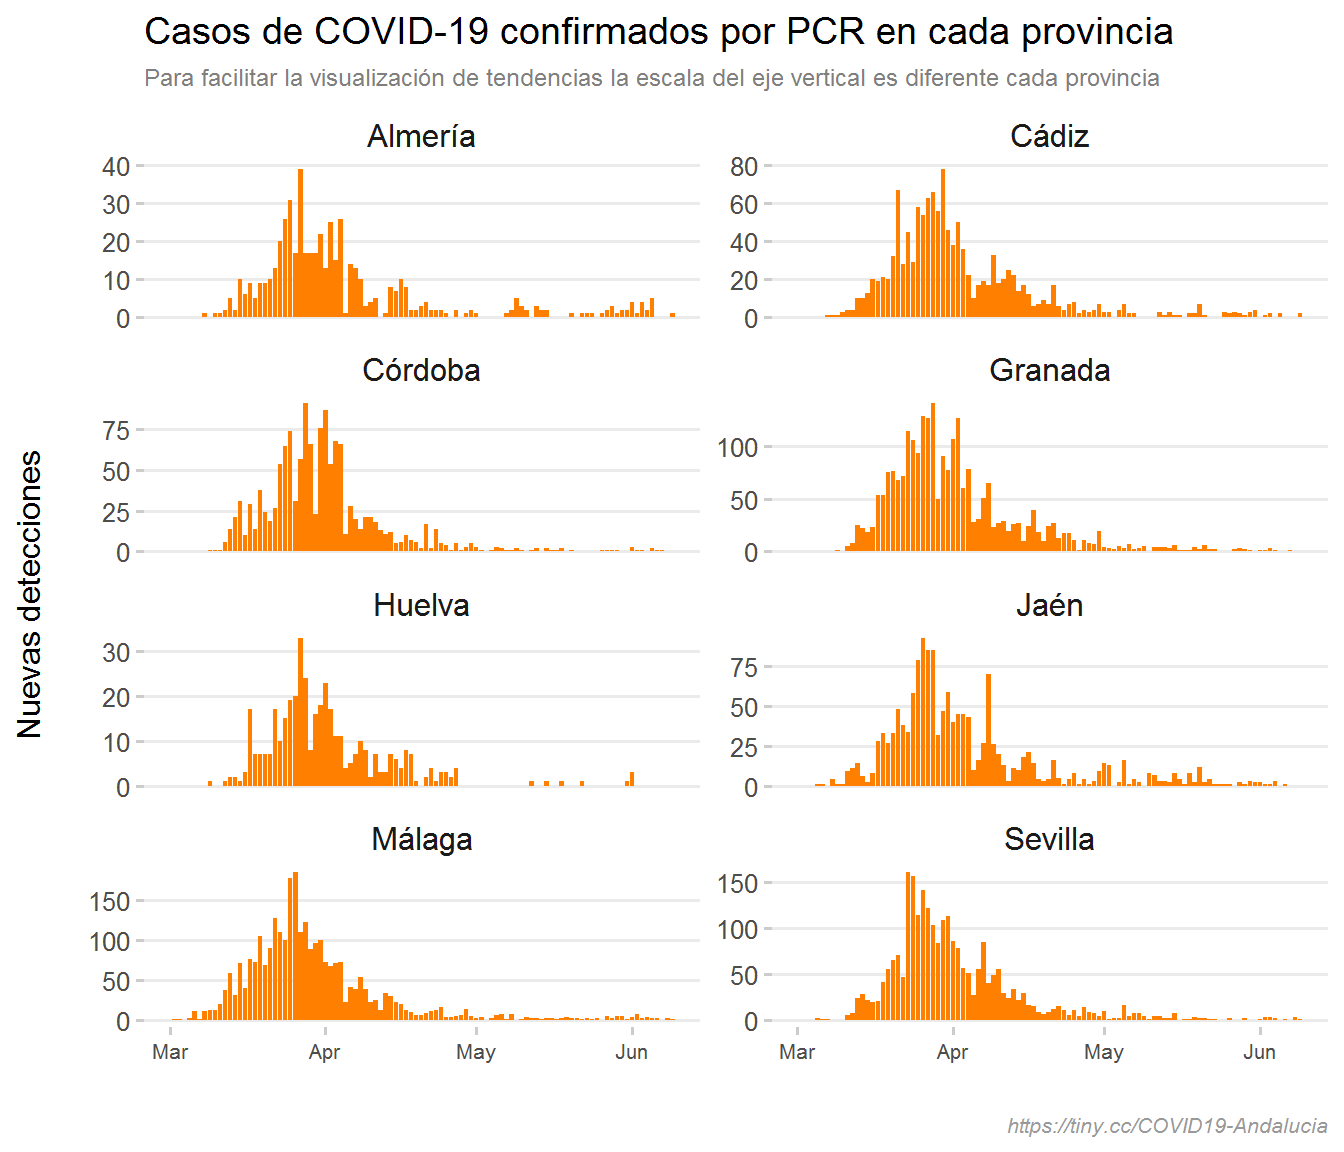 Casos de COVID-19 confirmados por PCR en cada provincia
Para facilitar la visualización de tendencias la escala del eje vertical es diferente cada provincia
Nuevas detecciones
Almería
40
30
20
10
0
Cádiz
80
60
40
20
0
Córdoba
75
50
25
0
Granada
100
50
0
Huelva
30
20
10
0
Jaén
75
50
25
0
Málaga
150
100
50
0
Mar Apr May Jun
Sevilla
150
100
50
0
Mar Apr May Jun
https://tiny.cc/COVID19-Andalucia